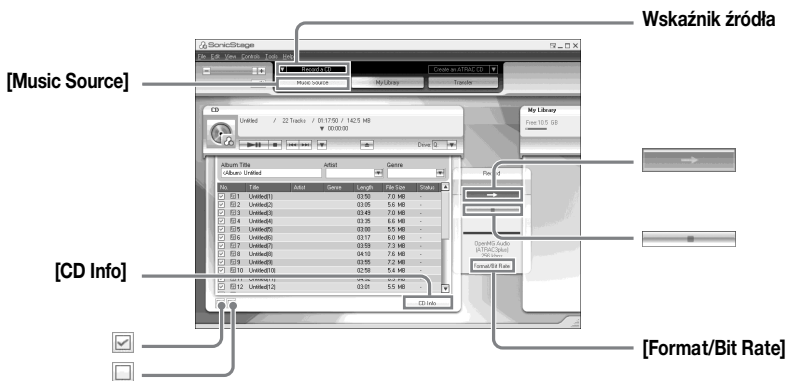 Wskaźnik źródła
SonicStage
File Edit View Controls Tools Help
Record a CD
Create an ATRAC CD
[Music Source]
Music Source
My Library
Transfer
CD
My Library
Untitled / 22 Tracks / 01:17:50 / 142.5 MB
Free 10.5 GB
00:00:00
Drive: Q
Album Title Artist Genre
<Album> Untitled
Record
No. Title Artist Genre Length File Size Status
1 Untitled(1) 03:50 7.0 MB -
2 Untitled(2) 03:05 5.6 MB -
3 Untitled(3) 03:49 7.0 MB -
4 Untitled(4) 03:35 6.6 MB -
5 Untitled(5) 03:00 5.5 MB -
6 Untitled(6) 03:17 6.0 MB -
7 Untitled(7) 03:59 7.3 MB -
8 Untitled(8) 04:10 7.6 MB -
9 Untitled(9) 03:55 7.2 MB -
10 Untitled(10) 02:58 5.4 MB -
12 Untitled(12) 03:01 5.5 MB -
OpenMG Audio
(ATRAC3plus)
Format/Bit Rate
[CD Info]
CD Info
[Format/Bit Rate]